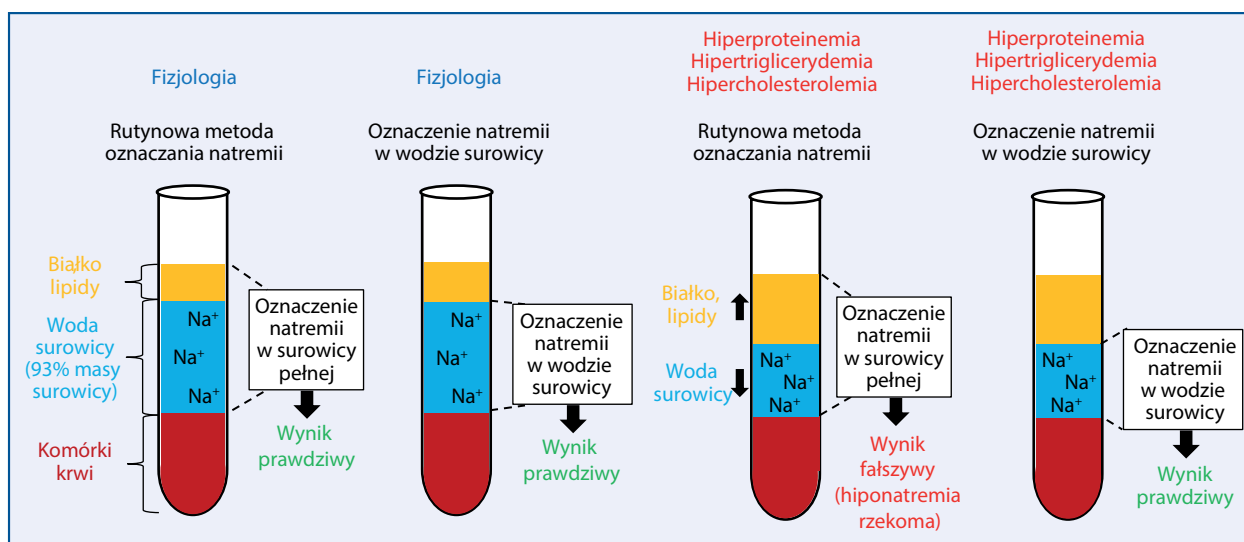 Fizjologia
Rutynowa metoda
oznaczania natremii
Białko
lipidy
Woda
surowicy
(93% masy
surowicy)
Komórki
krwi
Na⁺
Na⁺
Na⁺
Oznaczenie
natremii
w surowicy
pełnej
Wynik
prawdziwy
Fizjologia
Oznaczenie natremii
w wodzie surowicy
Na⁺
Na⁺
Na⁺
Oznaczenie
natremii
w wodzie
surowicy
Wynik
prawdziwy
Hiperproteinemia
Hipertriglicerydemia
Hipercholesterolemia
Rutynowa metoda
oznaczania natremii
Białko,
lipidy
Woda
surowicy
Na⁺
Na⁺
Na⁺
Oznaczenie
natremii
w surowicy
pełnej
Wynik
fałszywy
(hiponatremia
rzekoma)
Hiperproteinemia
Hipertriglicerydemia
Hipercholesterolemia
Oznaczenie natremii
w wodzie surowicy
Na⁺
Na⁺
Na⁺
Oznaczenie
natremii
w wodzie
surowicy
Wynik
prawdziwy